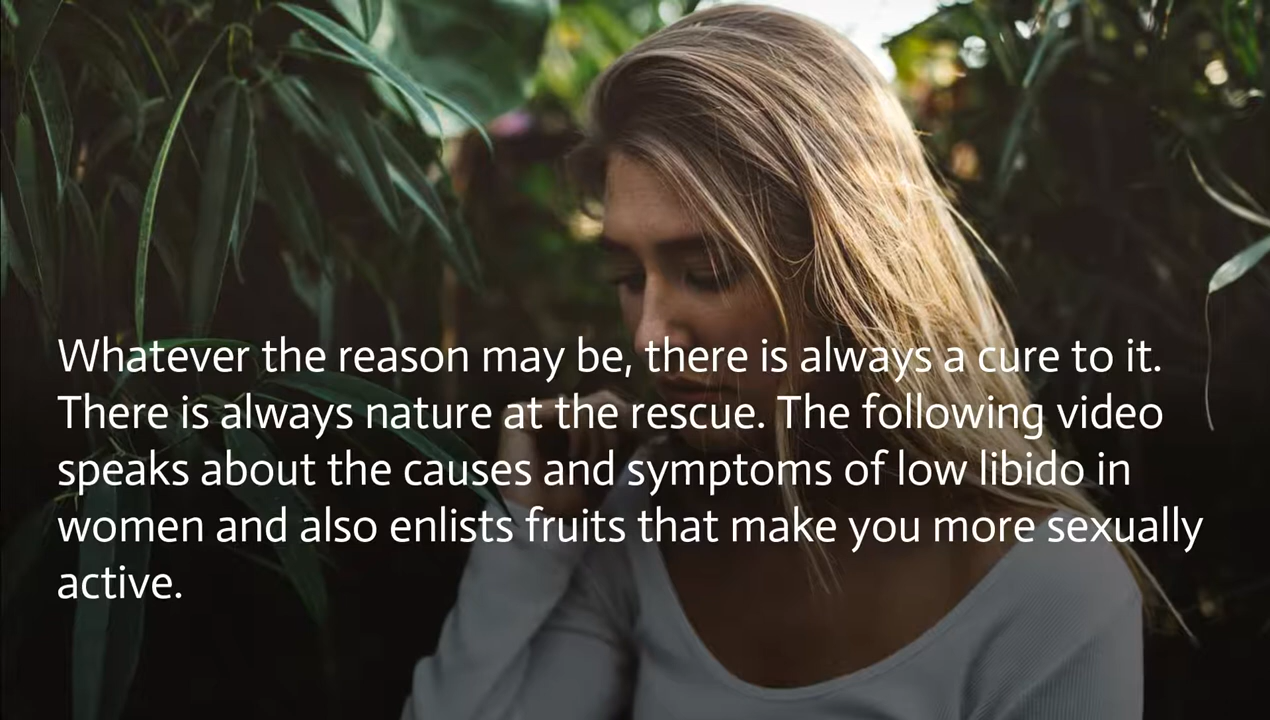 Whatever the reason may be, there is always a cure to it.
There is always nature at the rescue. The following video
speaks about the causes and symptoms of low libido in
women and also enlists fruits that make you more sexually
active.